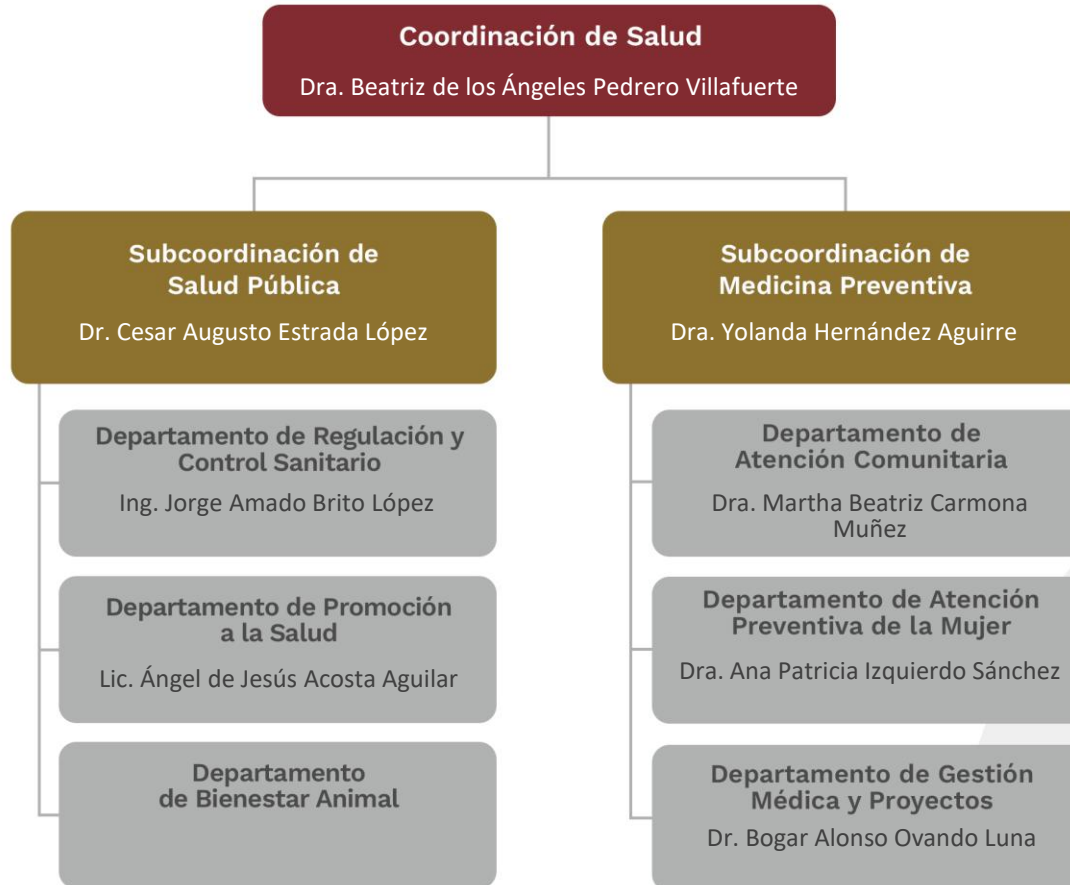 Coordinación de Salud
Dra. Beatriz de los Ángeles Pedrero Villafuerte
Subcoordinación de
Salud Pública
Dr. Cesar Augusto Estrada López
Departamento de Regulación y
Control Sanitario
Ing. Jorge Amado Brito López
Departamento de Promoción
a la Salud
Lic. Ángel de Jesús Acosta Aguilar
Departamento
de Bienestar Animal
Subcoordinación de
Medicina Preventiva
Dra. Yolanda Hernández Aguirre
Departamento de
Atención Comunitaria
Dra. Martha Beatriz Carmona
Muñez
Departamento de Atención
Preventiva de la Mujer
Dra. Ana Patricia Izquierdo Sánchez
Departamento de Gestión
Médica y Proyectos
Dr. Bogar Alonso Ovando Luna